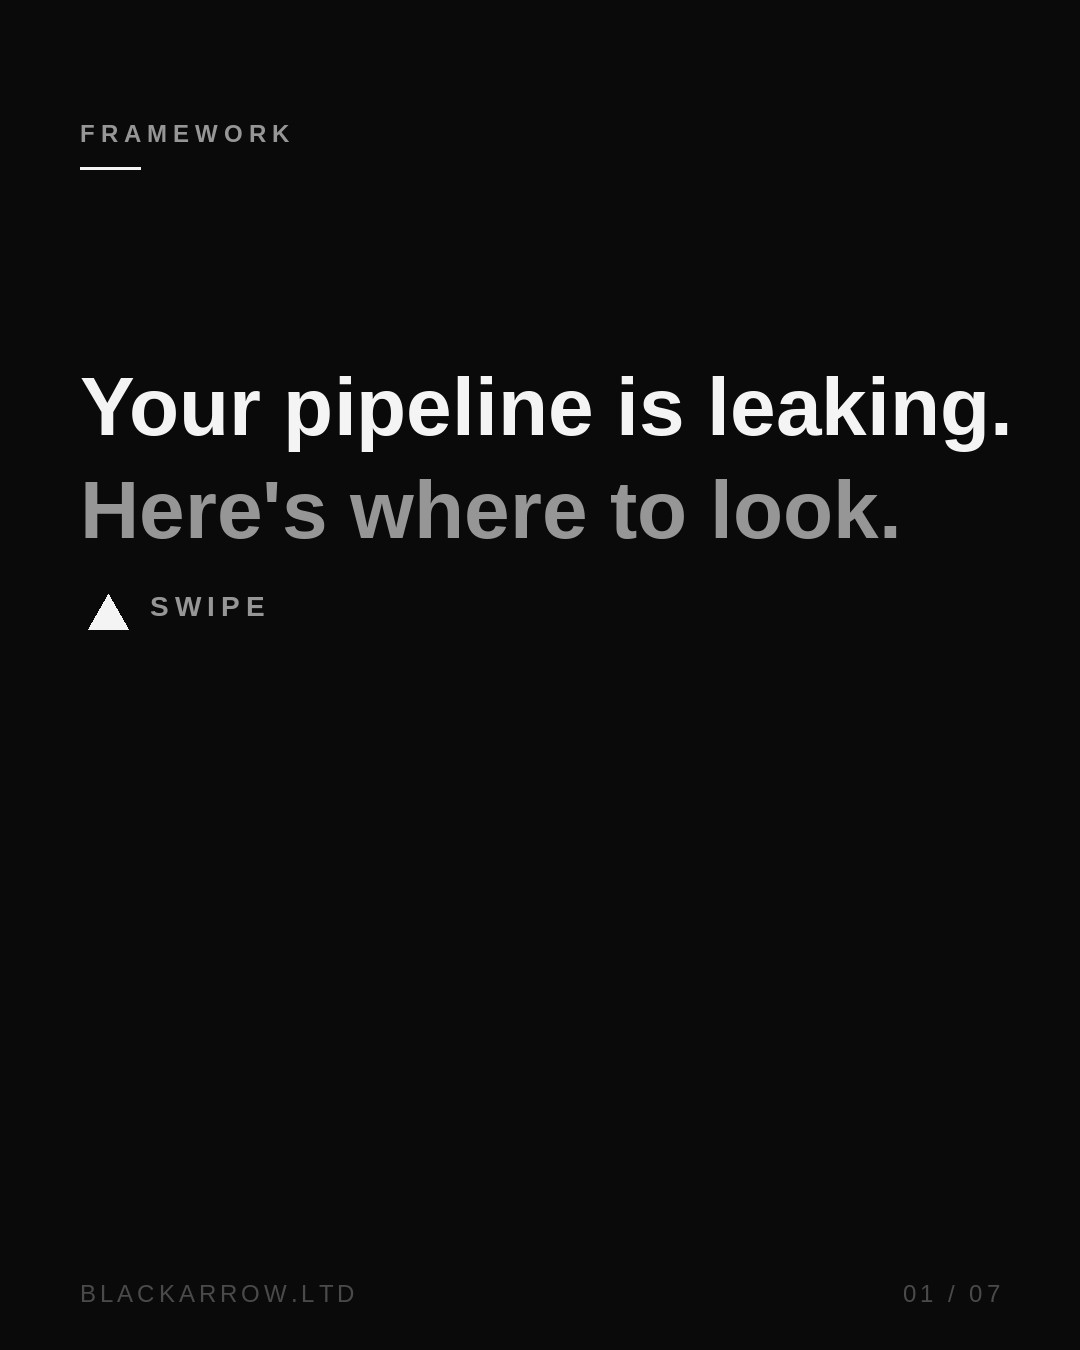 FRAMEWORK
Your pipeline is leaking.
Here's where to look.
SWIPE
BLACKARROW.LTD
01 / 07